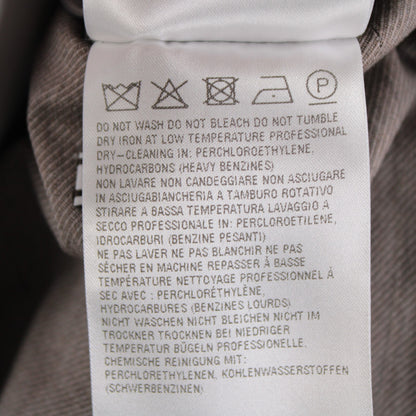 P
DO NOT WASH DO NOT BLEACH DO NOT TUMBLE
DRY IRON AT LOW TEMPERATURE PROFESSIONAL
DRY-CLEANING IN: PERCHLOROETHYLENE,
HYDROCARBONS (HEAVY BENZINES)
NON LAVARE NON CANDEGGIARE NON ASCIUGARE
IN ASCIUGABIANCHERIA A TAMBURO ROTATIVO
STIRARE A BASSA TEMPERATURA LAVAGGIO A
SECCO PROFESSIONALE IN: PERCLOROETILENE,
IDROCARBURI (BENZINE PESANTI)
NE PAS LAVER NE PAS BLANCHIR NE PAS
SÉCHER EN MACHINE REPASSER À BASSE
TEMPÉRATURE NETTOYAGE PROFESSIONNEL À
SEC AVEC : PERCHLORÉTHYLÈNE,
HYDROCARBURES (BENZINES LOURDS)
NICHT WASCHEN NICHT BLEICHEN NICHT IM
TROCKNER TROCKNEN BEI NIEDRIGER
TEMPERATUR BÜGELN PROFESSIONELLE
CHEMISCHE REINIGUNG MIT:
PERCHLORETHYLENEN, KOHLENWASSERSTOFFEN
(SCHWERBENZINEN)